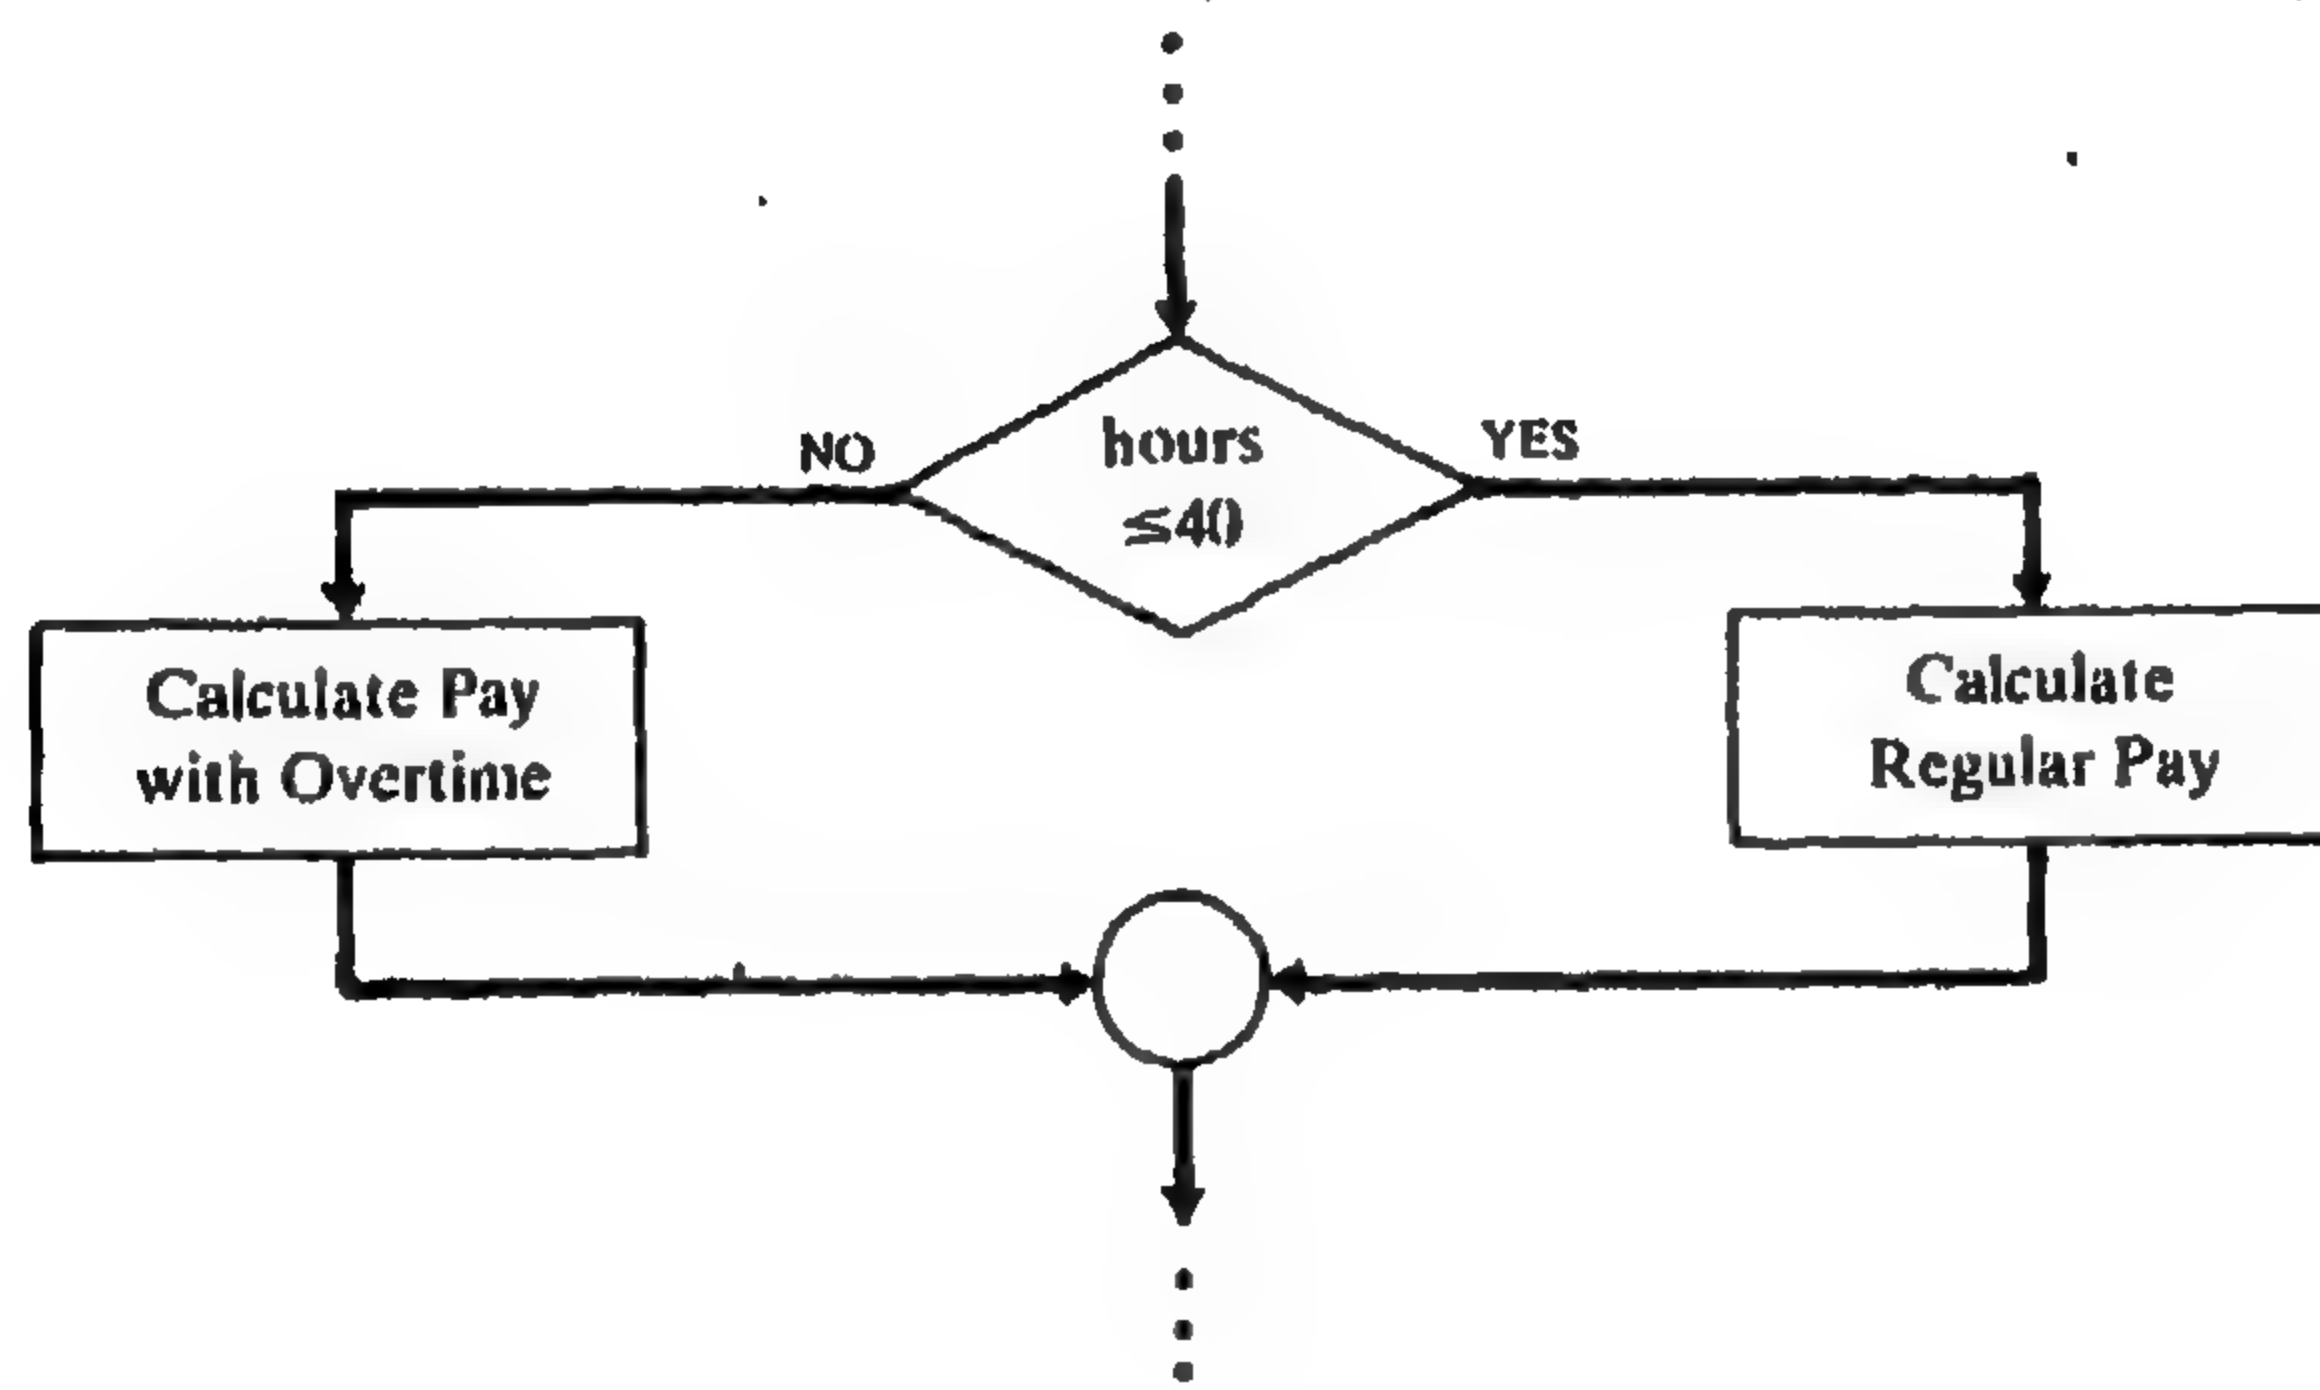 hours
≤40
NO
YES
Calculate Pay
with Overtime
Calculate
Regular Pay